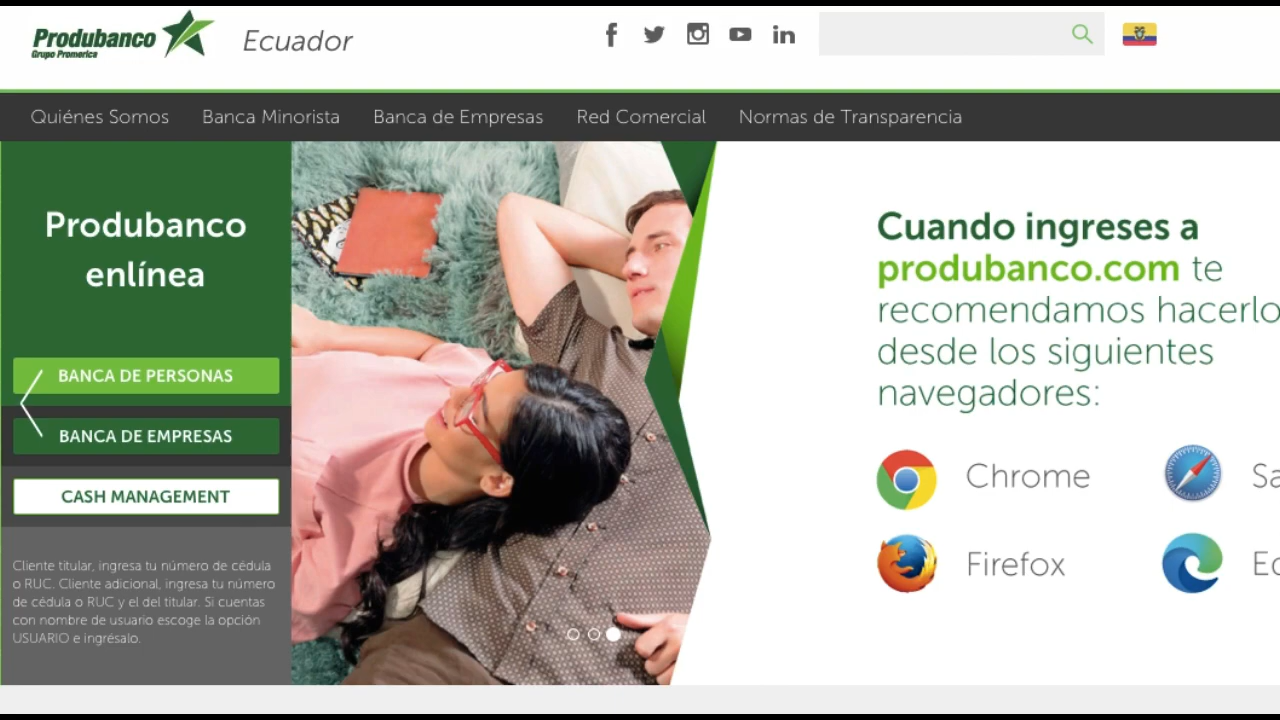 Produbanco
Grupo Promerica
Ecuador
Quiénes Somos Banca Minorista Banca de Empresas Red Comercial Normas de Transparencia
Produbanco
enlínea
BANCA DE PERSONAS
BANCA DE EMPRESAS
CASH MANAGEMENT
Cliente titular, ingresa tu número de cédula
o RUC. Cliente adicional, ingresa tu número
de cédula o RUC y el del titular. Si cuentas
con nombre de usuario escoge la opción
USUARIO e ingrésalo.
Cuando ingreses a
produbanco.com te
recomendamos hacerlo
desde los siguientes
navegadores:
Chrome Sa
Firefox